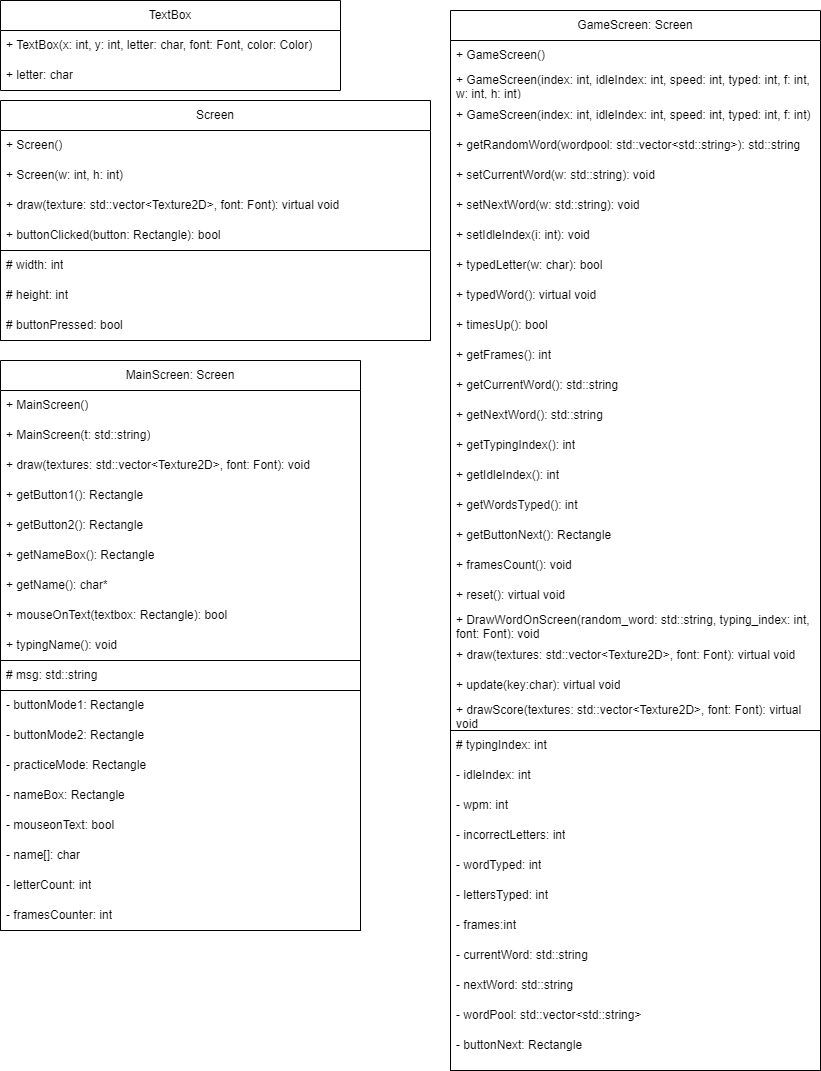 TextBox
+ TextBox(x: int, y: int, letter: char, font: Font, color: Color)
+ letter: char
Screen
+ Screen()
+ Screen(w: int, h: int)
+ draw(texture: std::vector<Texture2D>, font: Font): virtual void
+ buttonClicked(button: Rectangle): bool
# width: int
# height: int
# buttonPressed: bool
MainScreen: Screen
+ MainScreen()
+ MainScreen(t: std::string)
+ draw(textures: std::vector<Texture2D>, font: Font): void
+ getButton1(): Rectangle
+ getButton2(): Rectangle
+ getNameBox(): Rectangle
+ getName(): char*
+ mouseOnText(textbox: Rectangle): bool
+ typingName(): void
# msg: std::string
- buttonMode1: Rectangle
- buttonMode2: Rectangle
- practiceMode: Rectangle
- nameBox: Rectangle
- mouseonText: bool
- name[]: char
- letterCount: int
- framesCounter: int
GameScreen: Screen
+ GameScreen()
+ GameScreen(index: int, idleIndex: int, speed: int, typed: int, f: int,
w: int, h: int)
+ GameScreen(index: int, idleIndex: int, speed: int, typed: int, f: int)
+ getRandomWord(wordpool: std::vector<std::string>): std::string
+ setCurrentWord(w: std::string): void
+ setNextWord(w: std::string): void
+ setIdleIndex(i: int): void
+ typedLetter(w: char): bool
+ typedWord(): virtual void
+ timesUp(): bool
+ getFrames(): int
+ getCurrentWord(): std::string
+ getNextWord(): std::string
+ getTypingIndex(): int
+ getIdleIndex(): int
+ getWordsTyped(): int
+ getButtonNext(): Rectangle
+ framesCount(): void
+ reset(): virtual void
+ DrawWordOnScreen(random_word: std::string, typing_index: int,
font: Font): void
+ draw(textures: std::vector<Texture2D>, font: Font): virtual void
+ update(key:char): virtual void
+ drawScore(textures: std::vector<Texture2D>, font: Font): virtual
void
# typingIndex: int
- idleIndex: int
- wpm: int
- incorrectLetters: int
- wordTyped: int
- lettersTyped: int
- frames:int
- currentWord: std::string
- nextWord: std::string
- wordPool: std::vector<std::string>
- buttonNext: Rectangle